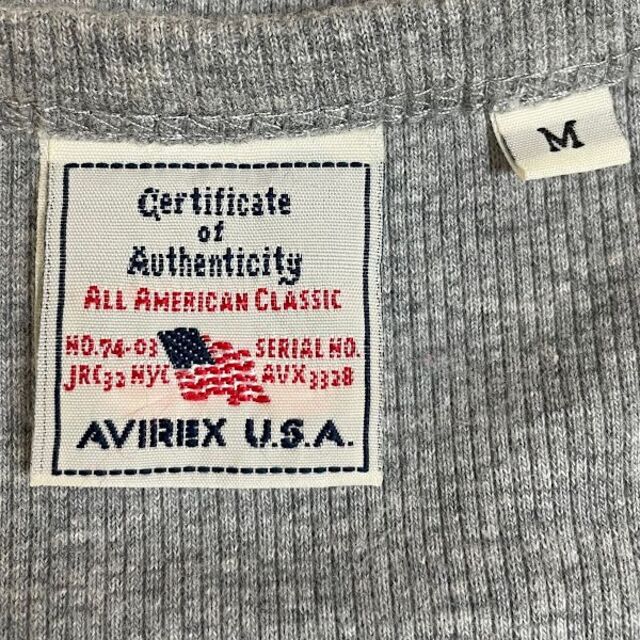 Certificate
of
Authenticity
ALL AMERICAN CLASSIC
NO.74-03 SERIAL NO.
JRC32 NYC AVX3328
AVIREX U.S.A.
M